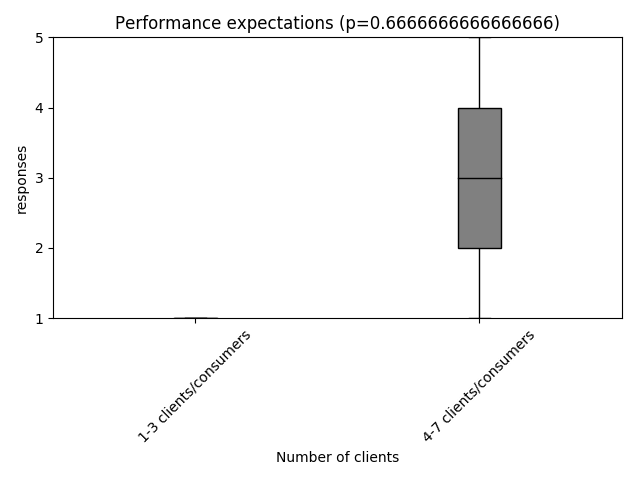 Performance expectations (p=0.6666666666666666)
5
4
3
2
1
responses
1-3 clients/consumers
4-7 clients/consumers
Number of clients